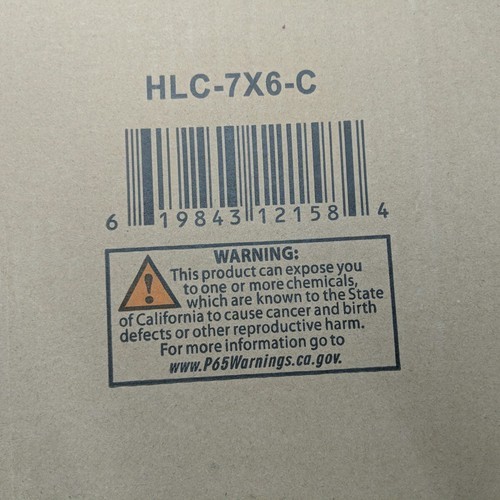 HLC-7X6-C
6 19843 12158 4
WARNING:
This product can expose you
to one or more chemicals,
which are known to the State
of California to cause cancer and birth
defects or other reproductive harm.
For more information go to
www.P65Warnings.ca.gov.